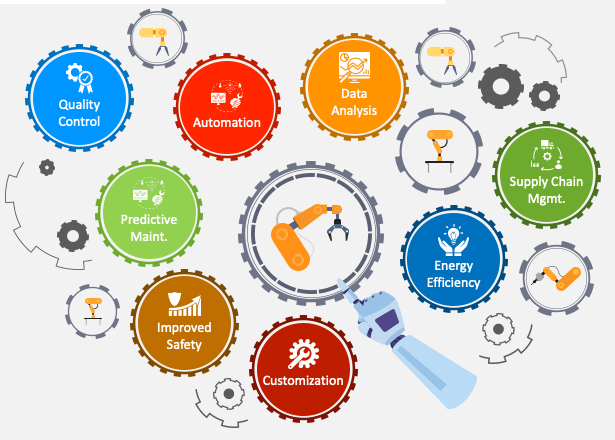 Quality
Control
Automation
Data
Analysis
Supply Chain
Mgmt.
Predictive
Maint.
Energy
Efficiency
Improved
Safety
Customization